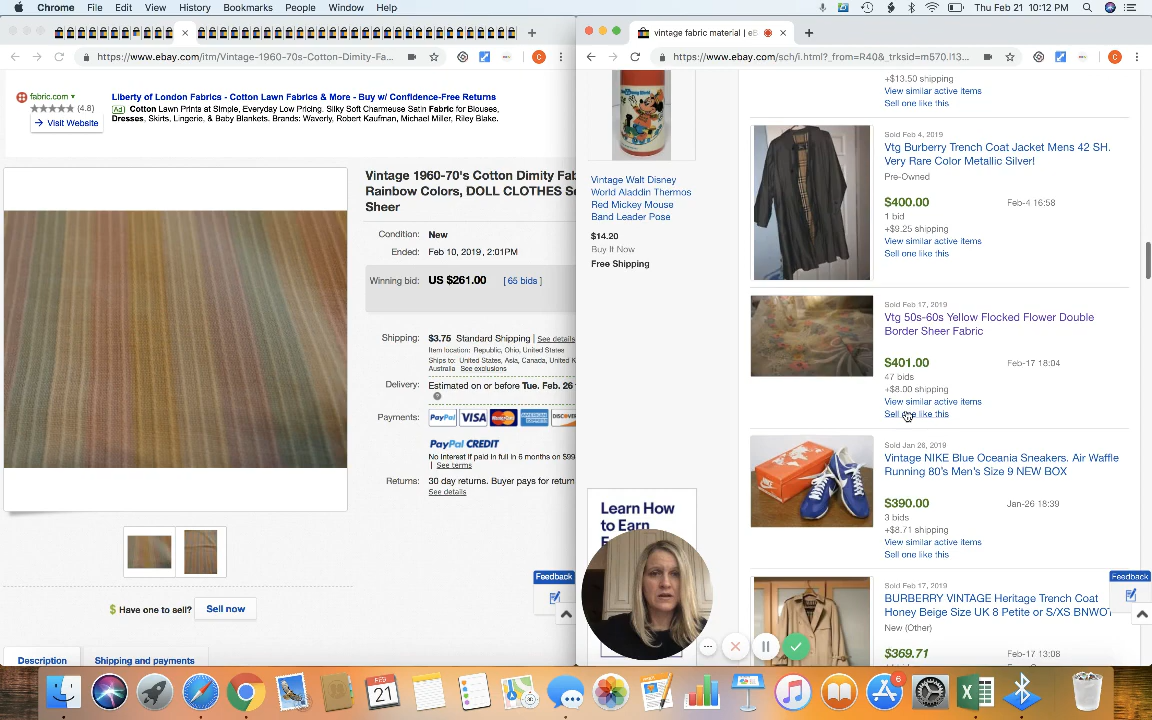 Chrome File Edit View History Bookmarks People Window Help
Thu Feb 21 10:12 PM
https://www.ebay.com/itm/Vintage-1960-70s-Cotton-Dimity-Fa...
C
fabric.com
(4.8)
Visit Website
Liberty of London Fabrics - Cotton Lawn Fabrics & More - Buy w/ Confidence-Free Returns
Ad Cotton Lawn Prints at Simple, Everyday Low Pricing. Silky Soft Charmeuse Satin Fabric for Blouses,
Dresses, Skirts, Lingerie, & Baby Blankets. Brands: Waverly, Robert Kaufman, Michael Miller, Riley Blake.
Vintage 1960-70's Cotton Dimity Fab
Rainbow Colors, DOLL CLOTHES Se
Sheer
Condition: New
Ended: Feb 10, 2019 , 2:01PM
Winning bid: US $261.00 [ 65 bids ]
Shipping: $3.75 Standard Shipping | See details
Item location: Republic, Ohio, United States
Ships to: United States, Asia, Canada, United K
Australia See exclusions
Delivery: Estimated on or before Tue. Feb. 26
Payments: PayPal VISA MasterCard DISCOV
PayPal CREDIT
No Interest if paid in full in 6 months on $99
| See terms
Returns: 30 day returns. Buyer pays for return
See details
Feedback
$ Have one to sell? Sell now
Description Shipping and payments
vintage fabric material | eB
https://www.ebay.com/sch/i.html?_from=R40&_trksid=m570.l13...
C
Vintage Walt Disney
World Aladdin Thermos
Red Mickey Mouse
Band Leader Pose
$14.20
Buy It Now
Free Shipping
Learn How
to Earn
+$13.50 shipping
View similar active items
Sell one like this
Sold Feb 4, 2019
Vtg Burberry Trench Coat Jacket Mens 42 SH.
Very Rare Color Metallic Silver!
Pre-Owned
$400.00 Feb-4 16:58
1 bid
+$9.25 shipping
View similar active items
Sell one like this
Sold Feb 17, 2019
Vtg 50s-60s Yellow Flocked Flower Double
Border Sheer Fabric
$401.00 Feb-17 18:04
47 bids
+$8.00 shipping
View similar active items
Sell one like this
Sold Jan 26, 2019
Vintage NIKE Blue Oceania Sneakers. Air Waffle
Running 80's Men's Size 9 NEW BOX
$390.00 Jan-26 18:39
3 bids
+$8.71 shipping
View similar active items
Sell one like this
Sold Feb 17, 2019
BURBERRY VINTAGE Heritage Trench Coat
Honey Beige Size UK 8 Petite or S/XS BNWOT
New (Other)
$369.71 Feb-17 13:08
Feedback
FEB
21
6